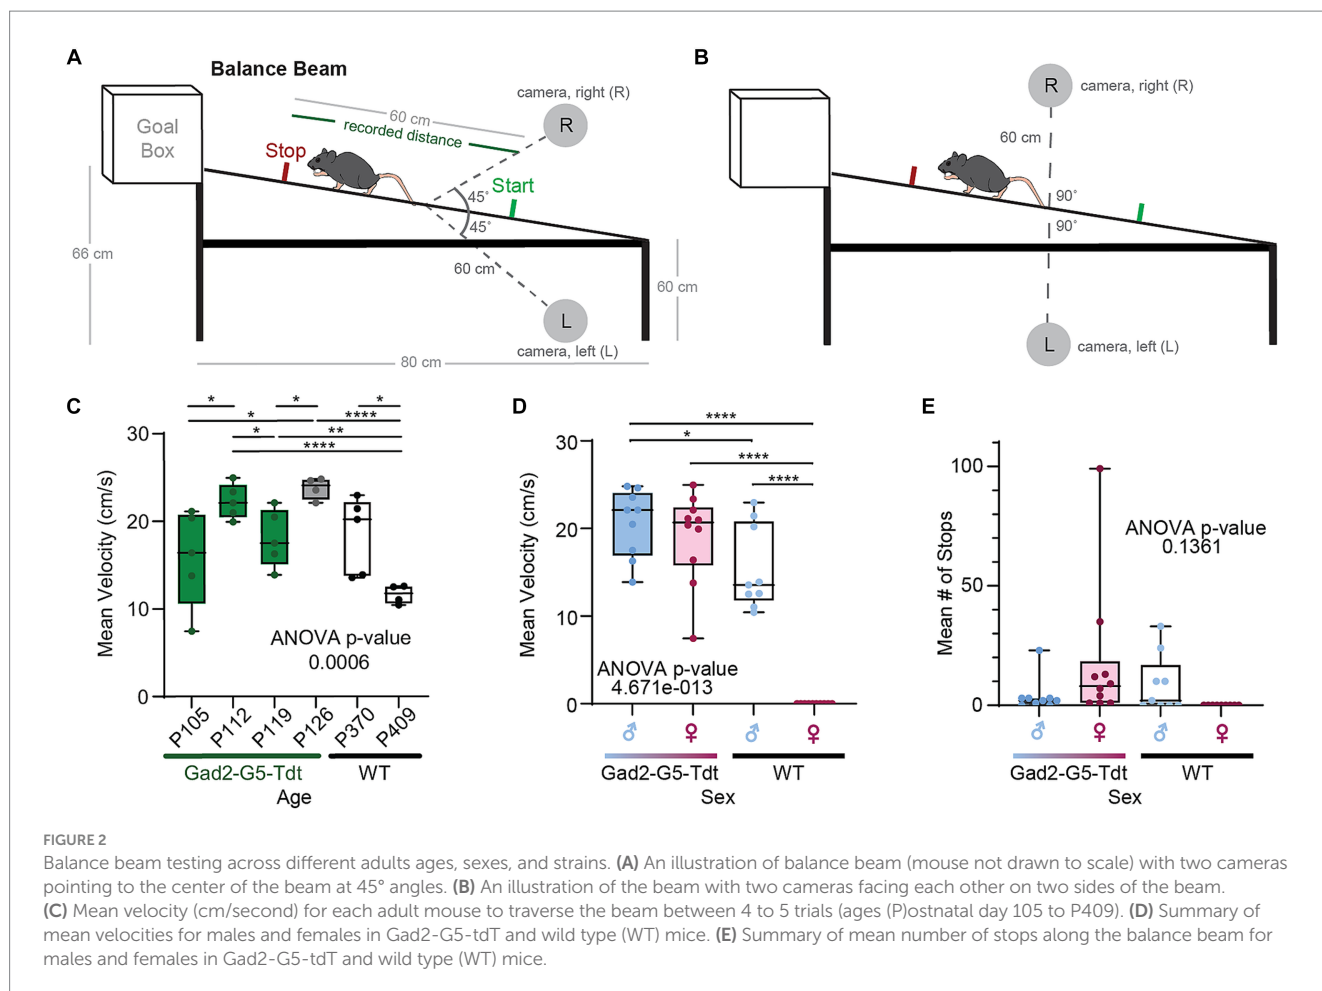 A
Balance Beam
camera, right (R)
R
60 cm
recorded distance
Goal
Box
Stop
Start
45°
45°
66 cm
60 cm
60 cm
L
camera, left (L)
80 cm
B
R
camera, right (R)
60 cm
90°
90°
L
camera, left (L)
C
* * *
* ****
* **
****
Mean Velocity (cm/s)
30
20
10
0
ANOVA p-value
0.0006
P105 P112 P119 P126 P370 P409
Gad2-G5-Tdt WT
Age
D
****
*
****
****
Mean Velocity (cm/s)
30
20
10
0
ANOVA p-value
4.671e-013
♂ ♀ ♂ ♀
Gad2-G5-Tdt WT
Sex
E
Mean # of Stops
100
50
0
ANOVA p-value
0.1361
♂ ♀ ♂ ♀
Gad2-G5-Tdt WT
Sex
FIGURE 2
Balance beam testing across different adults ages, sexes, and strains. (A) An illustration of balance beam (mouse not drawn to scale) with two cameras
pointing to the center of the beam at 45° angles. (B) An illustration of the beam with two cameras facing each other on two sides of the beam.
(C) Mean velocity (cm/second) for each adult mouse to traverse the beam between 4 to 5 trials (ages (P)ostnatal day 105 to P409). (D) Summary of
mean velocities for males and females in Gad2-G5-tdT and wild type (WT) mice. (E) Summary of mean number of stops along the balance beam for
males and females in Gad2-G5-tdT and wild type (WT) mice.